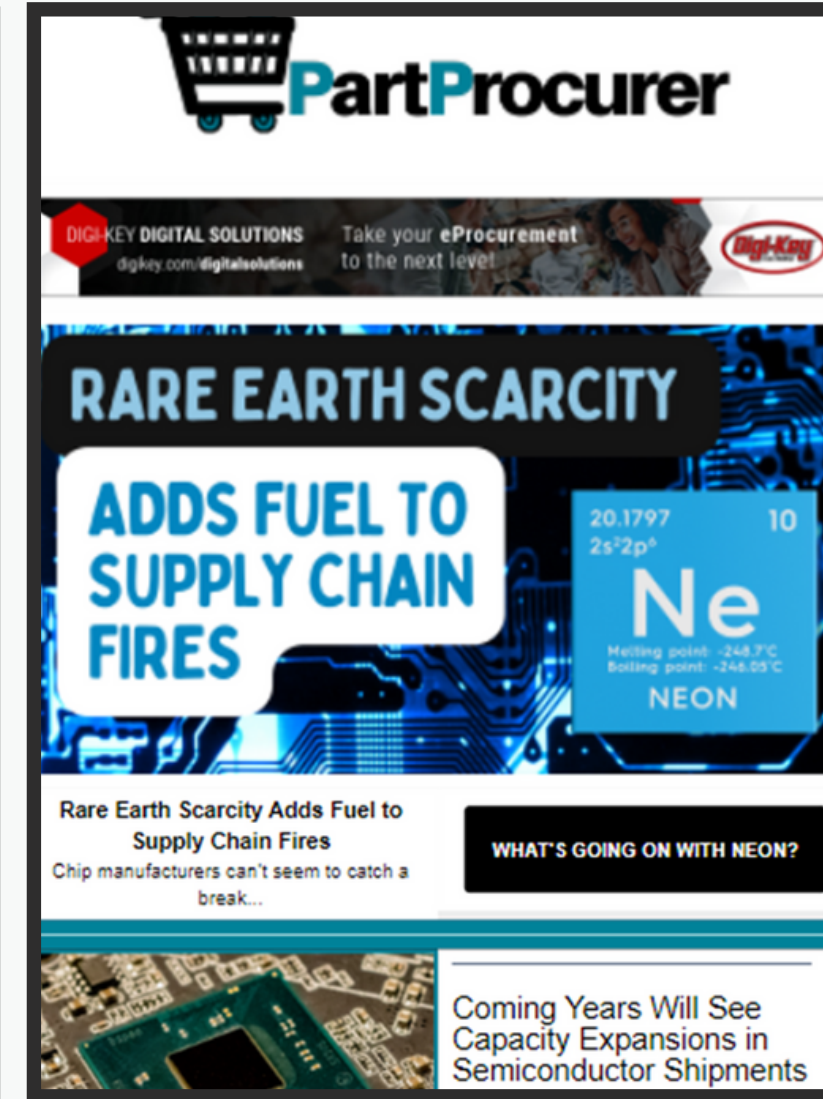 PartProcurer
DIGI-KEY DIGITAL SOLUTIONS
digikey.com/digitalsolutions
Take your eProcurement
to the next level
Digi-Key
RARE EARTH SCARCITY
ADDS FUEL TO
SUPPLY CHAIN
FIRES
20.1797 10
2s²2p⁶
Ne
Melting point: -248.7°C
Boiling point: -246.05°C
NEON
Rare Earth Scarcity Adds Fuel to
Supply Chain Fires
Chip manufacturers can't seem to catch a
break...
WHAT'S GOING ON WITH NEON?
Coming Years Will See
Capacity Expansions in
Semiconductor Shipments